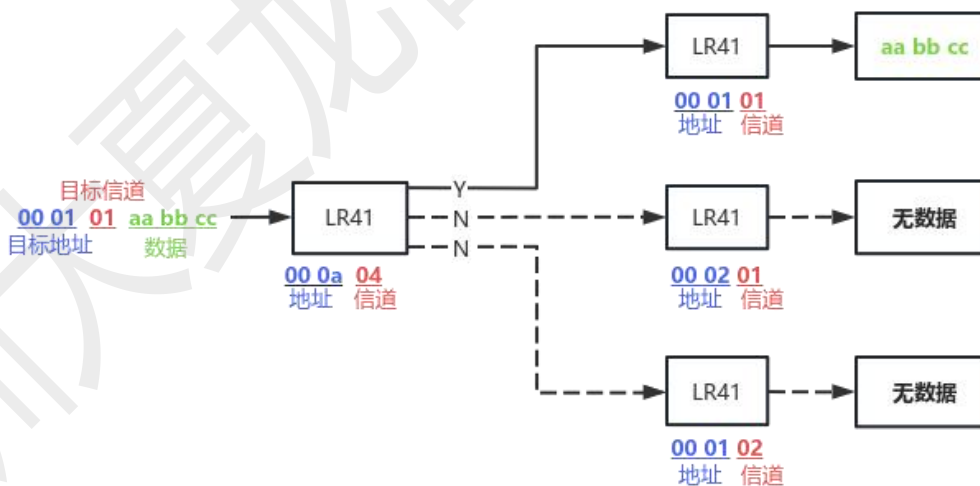 目标信道
00 01 01 aa bb cc
目标地址 数据
LR41
00 0a 04
地址 信道
Y
N
N
LR41
00 01 01
地址 信道
aa bb cc
LR41
00 02 01
地址 信道
无数据
LR41
00 01 02
地址 信道
无数据